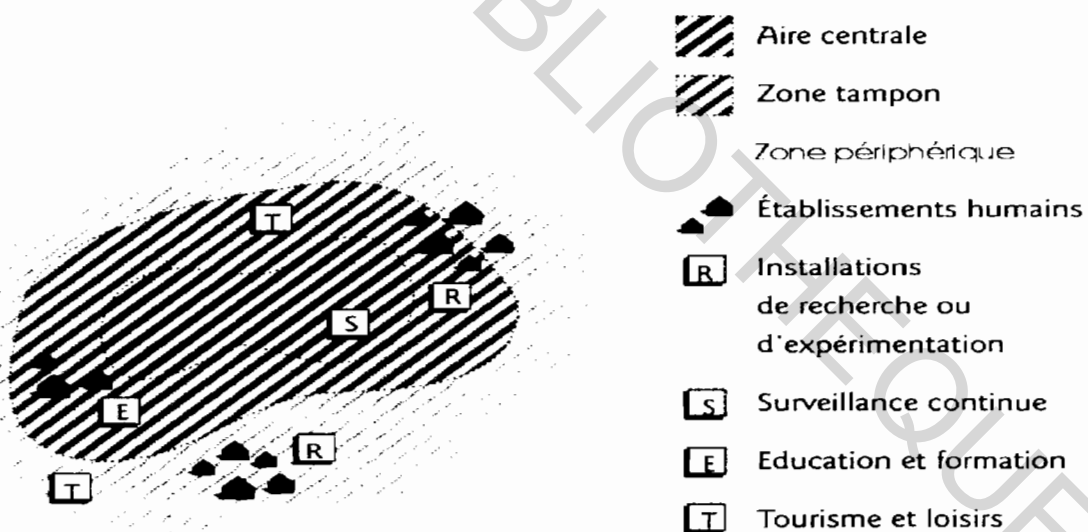 Aire centrale
Zone tampon
Zone périphérique
Établissements humains
R Installations
de recherche ou
d'expérimentation
S Surveillance continue
E Education et formation
T Tourisme et loisirs
T
R
S
E
R
T
BLIOTHEQUE